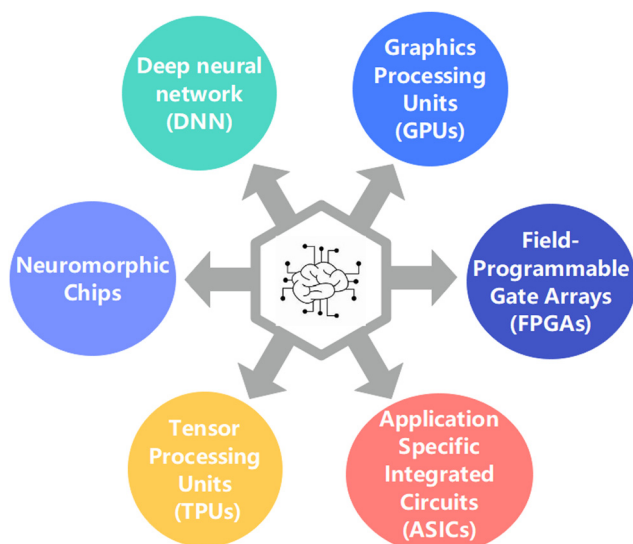 Deep neural
network
(DNN)
Graphics
Processing
Units
(GPUs)
Neuromorphic
Chips
Field-
Programmable
Gate Arrays
(FPGAs)
Tensor
Processing
Units
(TPUs)
Application
Specific
Integrated
Circuits
(ASICs)